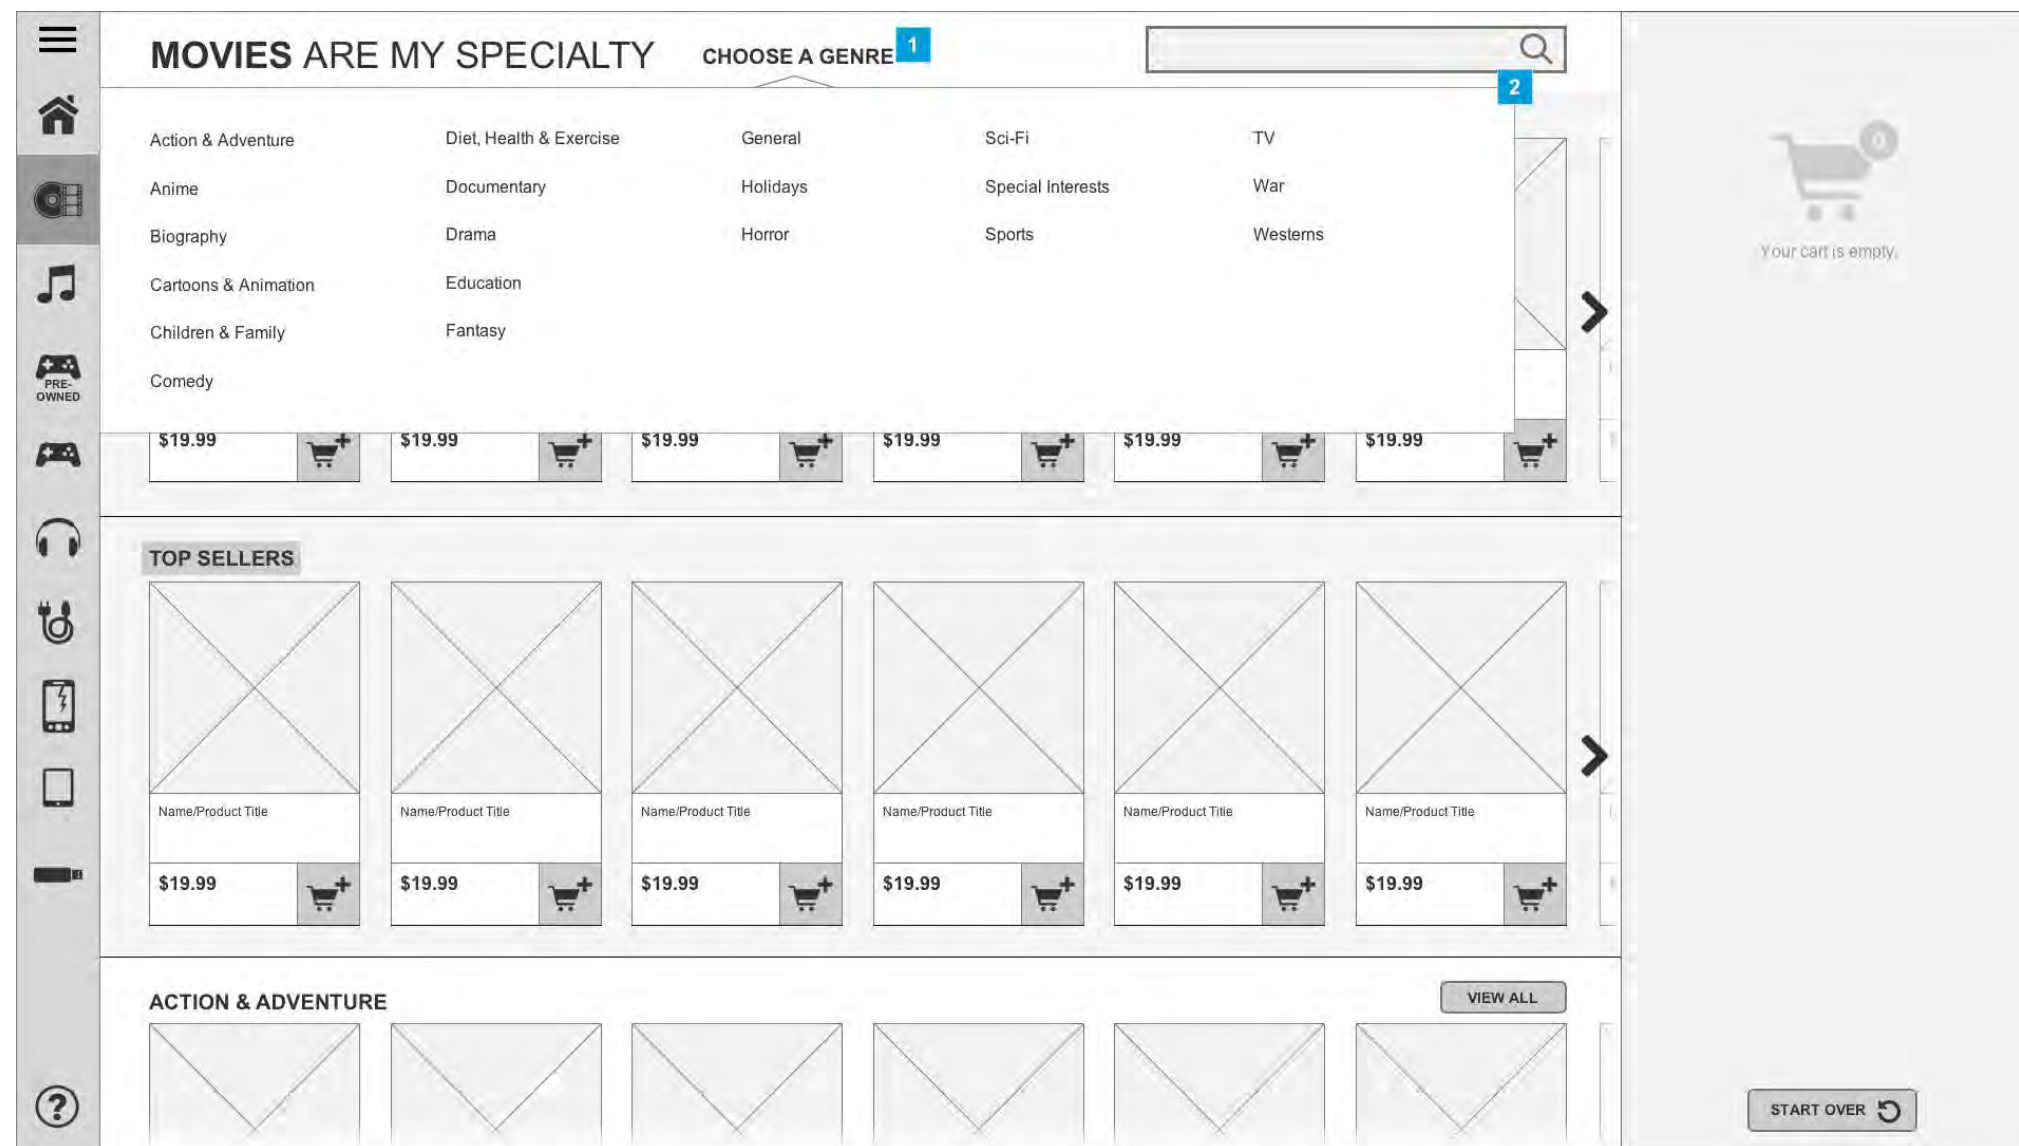 MOVIES ARE MY SPECIALTY
CHOOSE A GENRE
1
2
Action & Adventure
Anime
Biography
Cartoons & Animation
Children & Family
Comedy
Diet, Health & Exercise
Documentary
Drama
Education
Fantasy
General
Holidays
Horror
Sci-Fi
Special Interests
Sports
TV
War
Westerns
0
Your cart is empty.
PRE-
OWNED
$19.99 $19.99 $19.99 $19.99 $19.99 $19.99
TOP SELLERS
Name/Product Title Name/Product Title Name/Product Title Name/Product Title Name/Product Title Name/Product Title
$19.99 $19.99 $19.99 $19.99 $19.99 $19.99
ACTION & ADVENTURE
VIEW ALL
?
START OVER